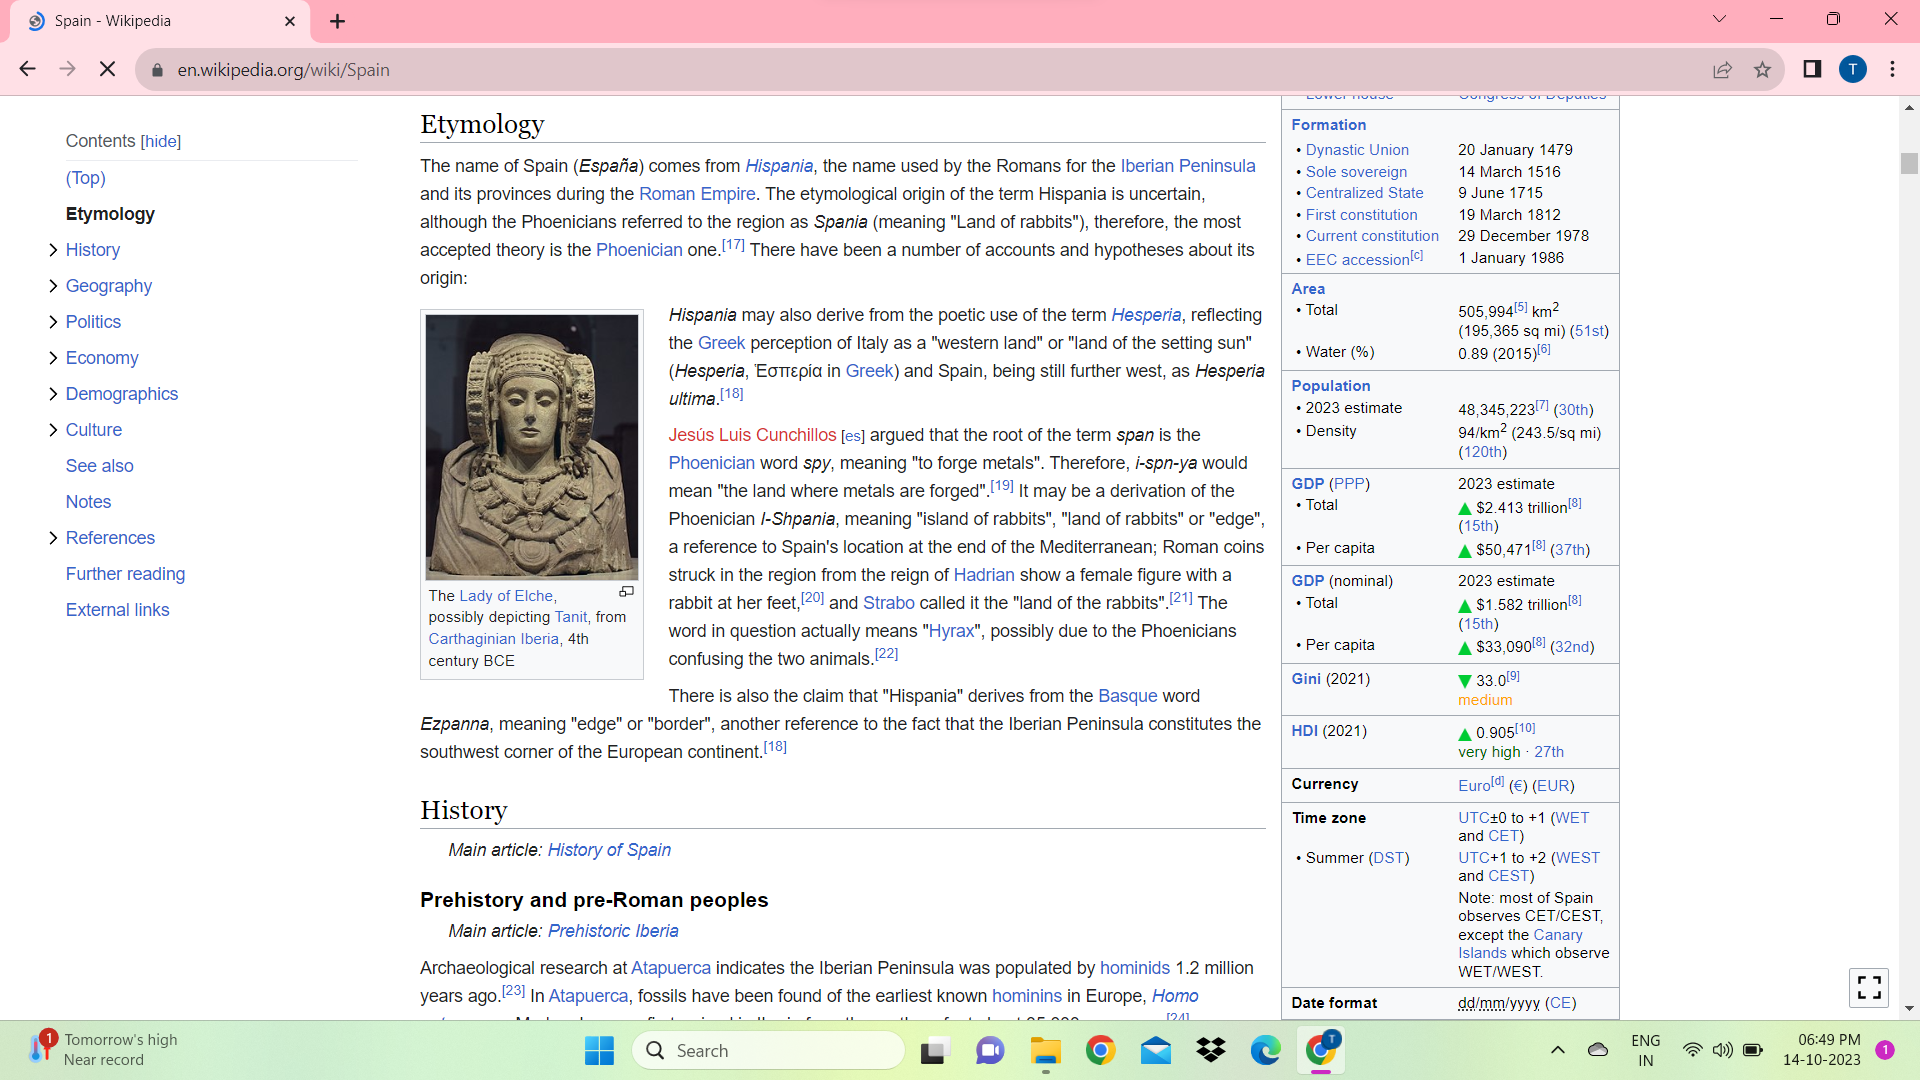 Spain - Wikipedia
en.wikipedia.org/wiki/Spain
T
Contents [hide]
(Top)
Etymology
History
Geography
Politics
Economy
Demographics
Culture
See also
Notes
References
Further reading
External links
Etymology
The name of Spain (España) comes from Hispania, the name used by the Romans for the Iberian Peninsula
and its provinces during the Roman Empire. The etymological origin of the term Hispania is uncertain,
although the Phoenicians referred to the region as Spania (meaning "Land of rabbits"), therefore, the most
accepted theory is the Phoenician one.[17] There have been a number of accounts and hypotheses about its
origin:
The Lady of Elche,
possibly depicting Tanit, from
Carthaginian Iberia, 4th
century BCE
Hispania may also derive from the poetic use of the term Hesperia, reflecting
the Greek perception of Italy as a "western land" or "land of the setting sun"
(Hesperia, Ἑσπερία in Greek) and Spain, being still further west, as Hesperia
ultima.[18]
Jesús Luis Cunchillos [es] argued that the root of the term span is the
Phoenician word spy, meaning "to forge metals". Therefore, i-spn-ya would
mean "the land where metals are forged".[19] It may be a derivation of the
Phoenician I-Shpania, meaning "island of rabbits", "land of rabbits" or "edge",
a reference to Spain's location at the end of the Mediterranean; Roman coins
struck in the region from the reign of Hadrian show a female figure with a
rabbit at her feet,[20] and Strabo called it the "land of the rabbits".[21] The
word in question actually means "Hyrax", possibly due to the Phoenicians
confusing the two animals.[22]
There is also the claim that "Hispania" derives from the Basque word
Ezpanna, meaning "edge" or "border", another reference to the fact that the Iberian Peninsula constitutes the
southwest corner of the European continent.[18]
History
Main article: History of Spain
Prehistory and pre-Roman peoples
Main article: Prehistoric Iberia
Archaeological research at Atapuerca indicates the Iberian Peninsula was populated by hominids 1.2 million
years ago.[23] In Atapuerca, fossils have been found of the earliest known hominins in Europe, Homo
[24]
Lower house Congress of Deputies
Formation
• Dynastic Union 20 January 1479
• Sole sovereign 14 March 1516
• Centralized State 9 June 1715
• First constitution 19 March 1812
• Current constitution 29 December 1978
• EEC accession[c] 1 January 1986
Area
• Total 505,994[5] km2
(195,365 sq mi) (51st)
• Water (%) 0.89 (2015)[6]
Population
• 2023 estimate 48,345,223[7] (30th)
• Density 94/km2 (243.5/sq mi)
(120th)
GDP (PPP) 2023 estimate
• Total ▲ $2.413 trillion[8]
(15th)
• Per capita ▲ $50,471[8] (37th)
GDP (nominal) 2023 estimate
• Total ▲ $1.582 trillion[8]
(15th)
• Per capita ▲ $33,090[8] (32nd)
Gini (2021) ▼ 33.0[9]
medium
HDI (2021) ▲ 0.905[10]
very high · 27th
Currency Euro[d] (€) (EUR)
Time zone UTC±0 to +1 (WET
and CET)
• Summer (DST) UTC+1 to +2 (WEST
and CEST)
Note: most of Spain
observes CET/CEST,
except the Canary
Islands which observe
WET/WEST.
Date format dd/mm/yyyy (CE)
1
Tomorrow's high
Near record
Search
T
ENG
IN
06:49 PM
14-10-2023
1